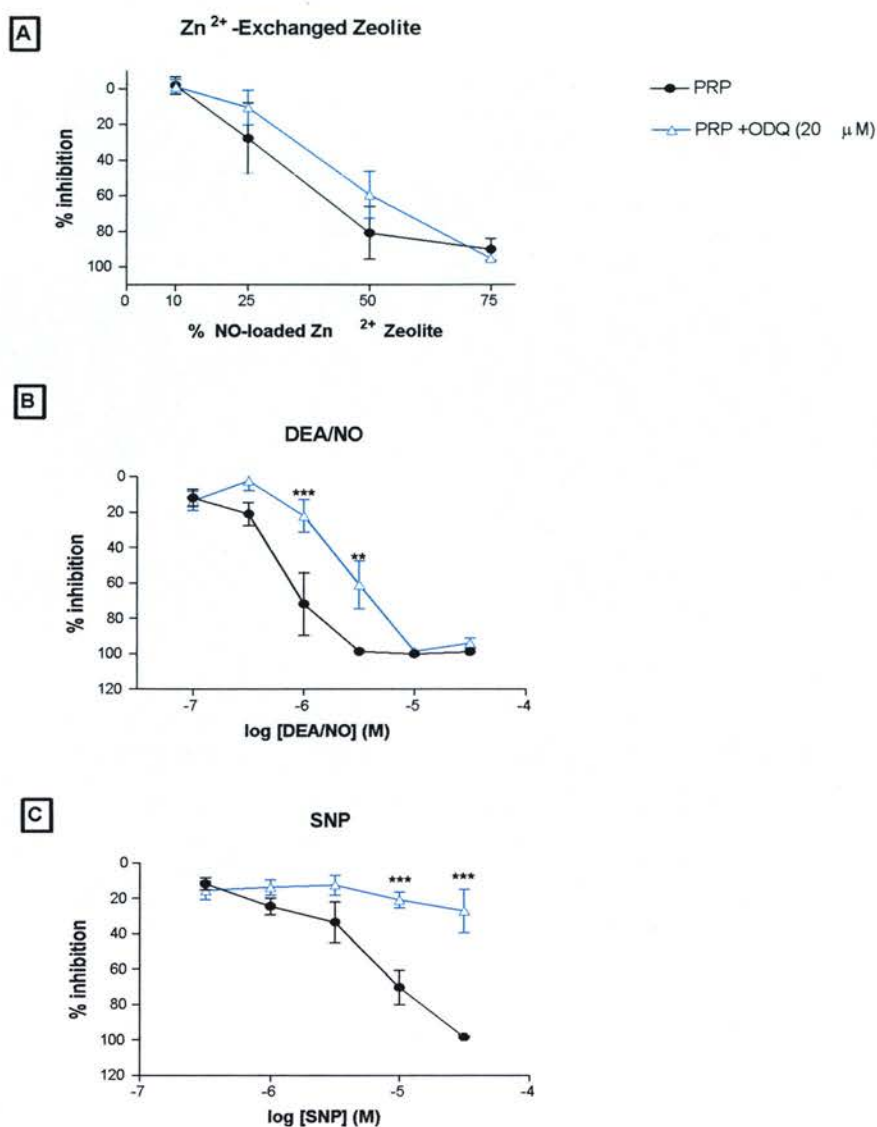 A
Zn 2+ -Exchanged Zeolite
0
20
40
60
80
100
% inhibition
0 10 25 50 75
% NO-loaded Zn 2+ Zeolite
PRP
PRP +ODQ (20 μM)
B
DEA/NO
0
20
40
60
80
100
120
% inhibition
*** 
**
-7 -6 -5 -4
log [DEA/NO] (M)
C
SNP
0
20
40
60
80
100
120
% inhibition
*** ***
-7 -6 -5 -4
log [SNP] (M)